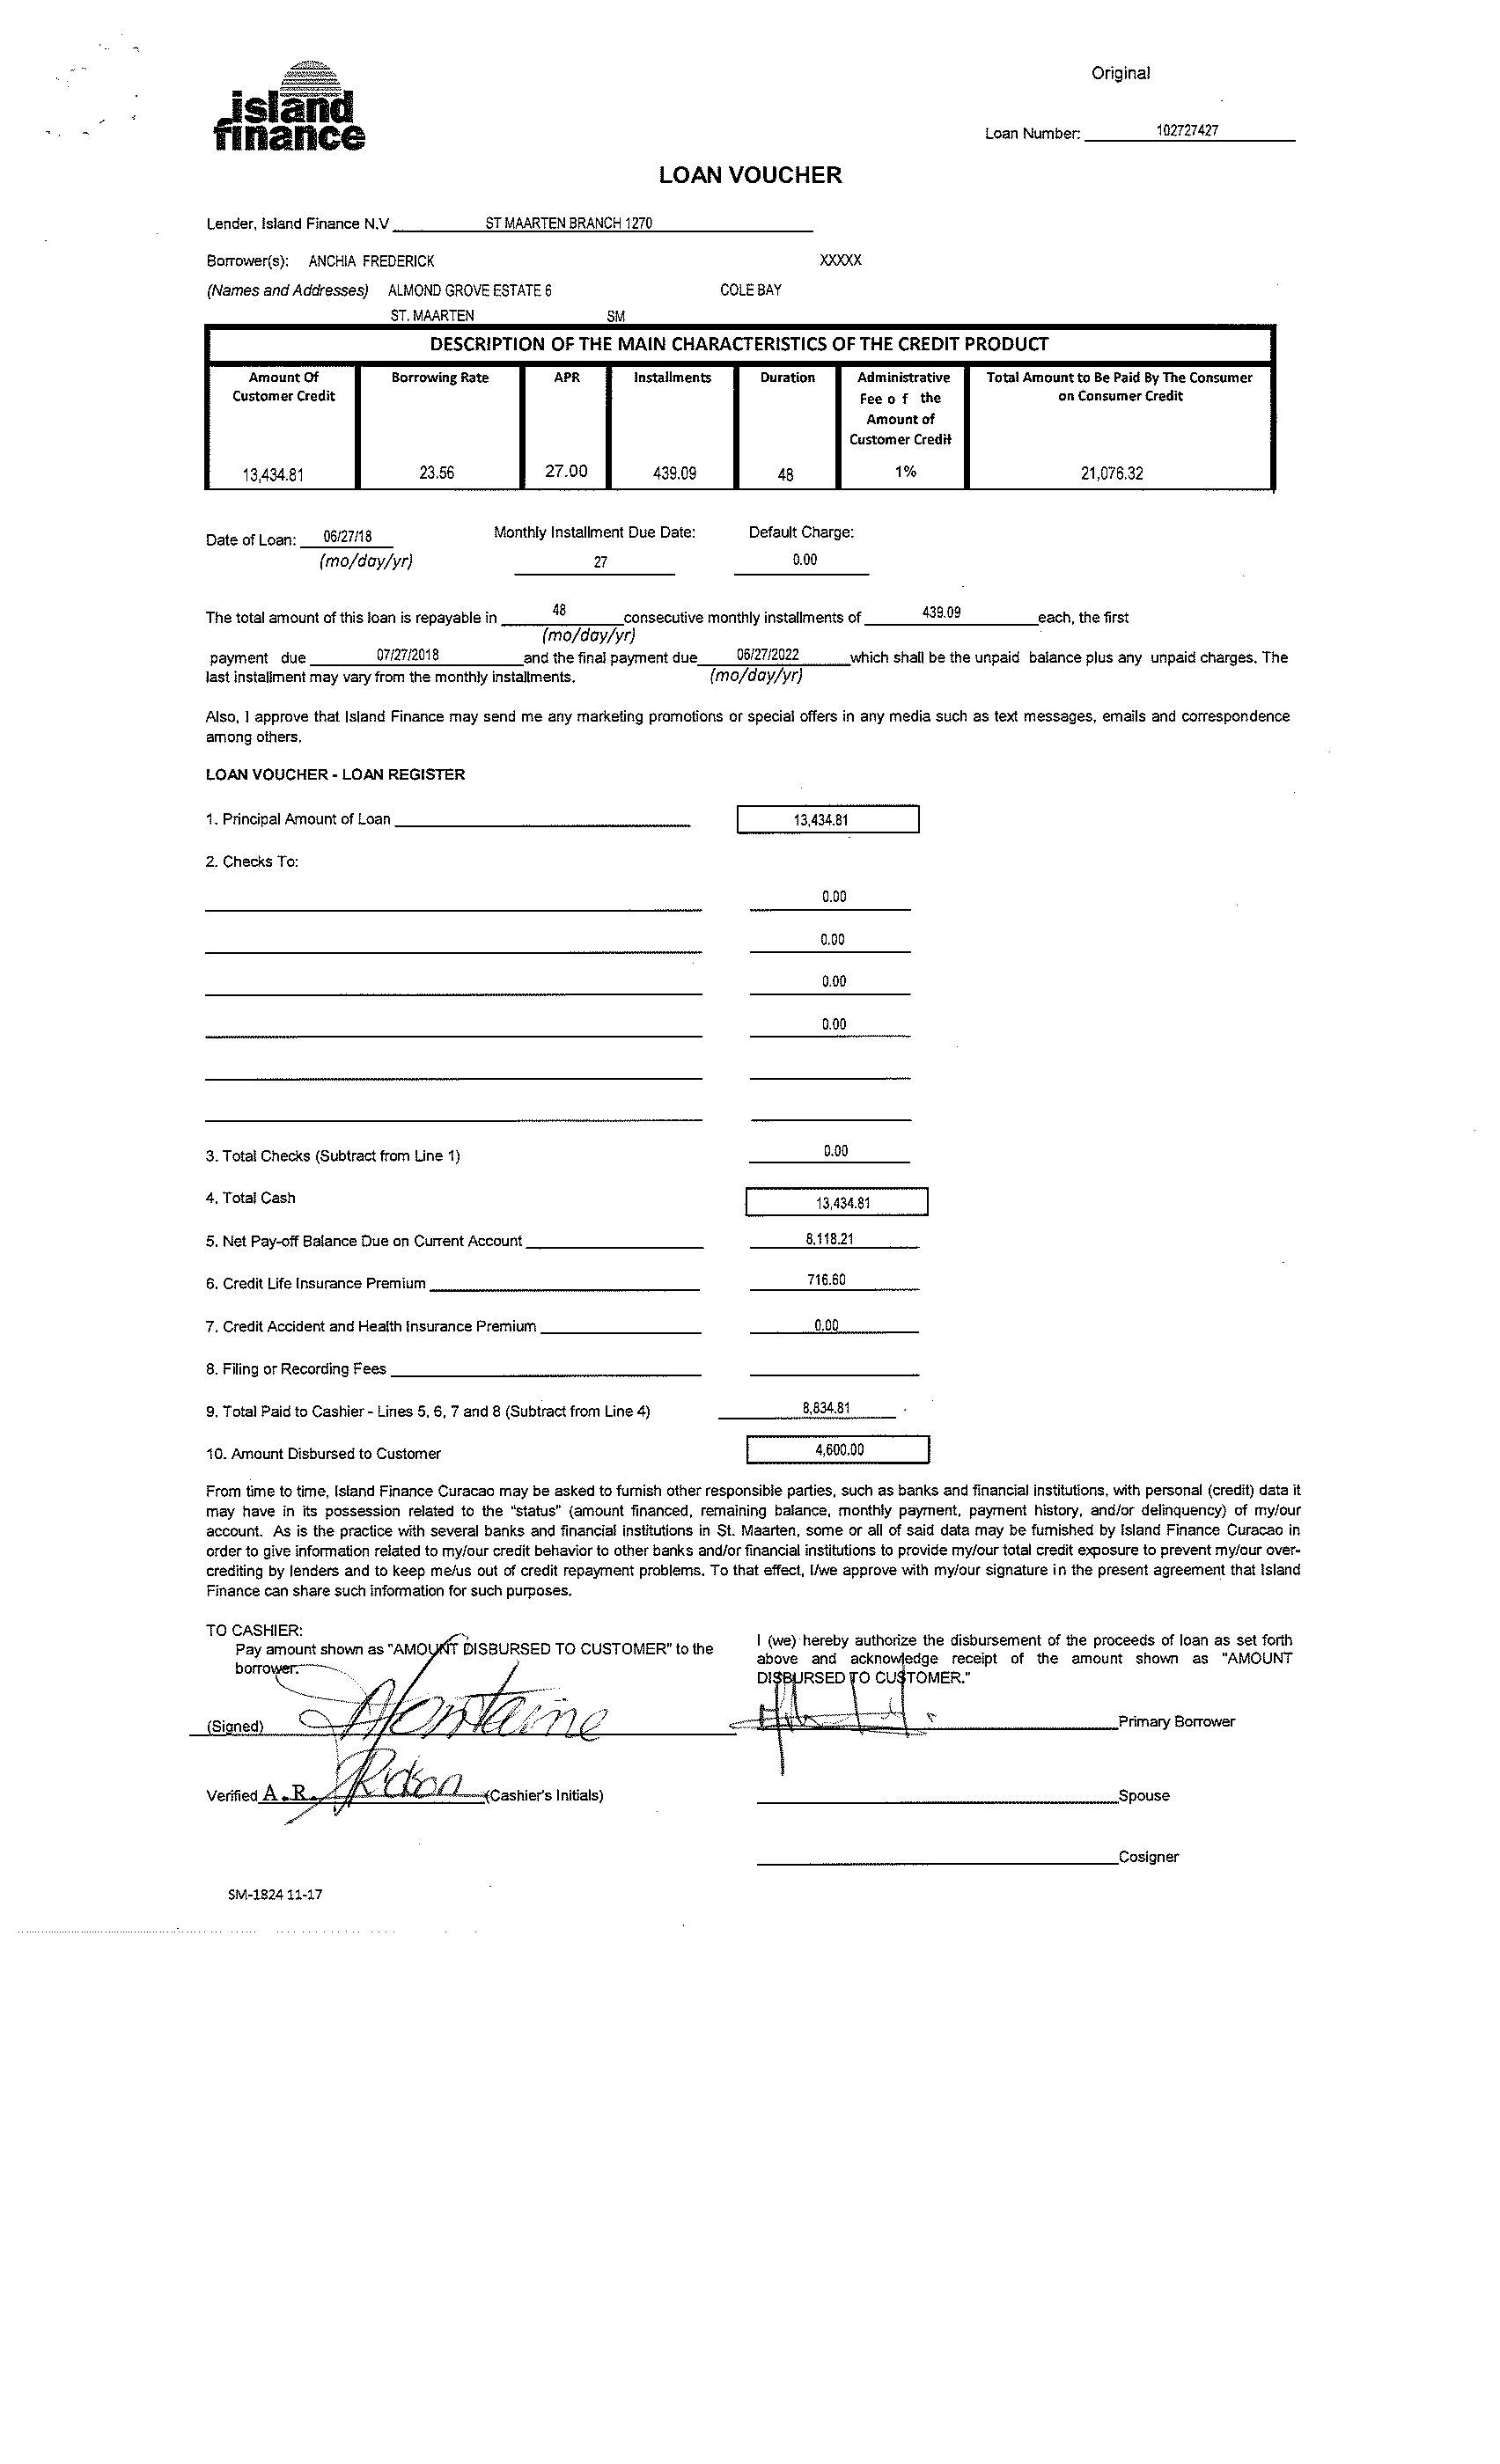 island
finance
Original
Loan Number: 102727427
LOAN VOUCHER
Lender, Island Finance N.V ST MAARTEN BRANCH 1270
Borrower(s): ANCHIA FREDERICK XXXXX
(Names and Addresses) ALMOND GROVE ESTATE 6 COLE BAY
ST. MAARTEN SM
DESCRIPTION OF THE MAIN CHARACTERISTICS OF THE CREDIT PRODUCT
Amount Of Customer Credit 13,434.81
Borrowing Rate 23.56
APR 27.00
Installments 439.09
Duration 48
Administrative Fee o f the Amount of Customer Credit 1%
Total Amount to Be Paid By The Consumer on Consumer Credit 21,076.32
Date of Loan: 06/27/18 Monthly Installment Due Date: Default Charge:
(mo/day/yr) 27 0.00
The total amount of this loan is repayable in 48 consecutive monthly installments of 439.09 each, the first
(mo/day/yr)
payment due 07/27/2018 and the final payment due 06/27/2022 which shall be the unpaid balance plus any unpaid charges. The
last installment may vary from the monthly installments. (mo/day/yr)
Also, I approve that Island Finance may send me any marketing promotions or special offers in any media such as text messages, emails and correspondence
among others.
LOAN VOUCHER - LOAN REGISTER
1. Principal Amount of Loan 13,434.81
2. Checks To:
0.00
0.00
0.00
0.00
3. Total Checks (Subtract from Line 1) 0.00
4. Total Cash 13,434.81
5. Net Pay-off Balance Due on Current Account 8,118.21
6. Credit Life Insurance Premium 716.60
7. Credit Accident and Health Insurance Premium 0.00
8. Filing or Recording Fees
9. Total Paid to Cashier - Lines 5, 6, 7 and 8 (Subtract from Line 4) 8,834.81
10. Amount Disbursed to Customer 4,600.00
From time to time, Island Finance Curacao may be asked to furnish other responsible parties, such as banks and financial institutions, with personal (credit) data it
may have in its possession related to the "status" (amount financed, remaining balance, monthly payment, payment history, and/or delinquency) of my/our
account. As is the practice with several banks and financial institutions in St. Maarten, some or all of said data may be furnished by Island Finance Curacao in
order to give information related to my/our credit behavior to other banks and/or financial institutions to provide my/our total credit exposure to prevent my/our over-
crediting by lenders and to keep me/us out of credit repayment problems. To that effect, I/we approve with my/our signature in the present agreement that Island
Finance can share such information for such purposes.
TO CASHIER:
Pay amount shown as "AMOUNT DISBURSED TO CUSTOMER" to the
borrower.
I (we) hereby authorize the disbursement of the proceeds of loan as set forth
above and acknowledge receipt of the amount shown as "AMOUNT
DISBURSED TO CUSTOMER."
(Signed) Primary Borrower
Verified A.R. (Cashier's Initials) Spouse
Cosigner
SM-1824 11-17